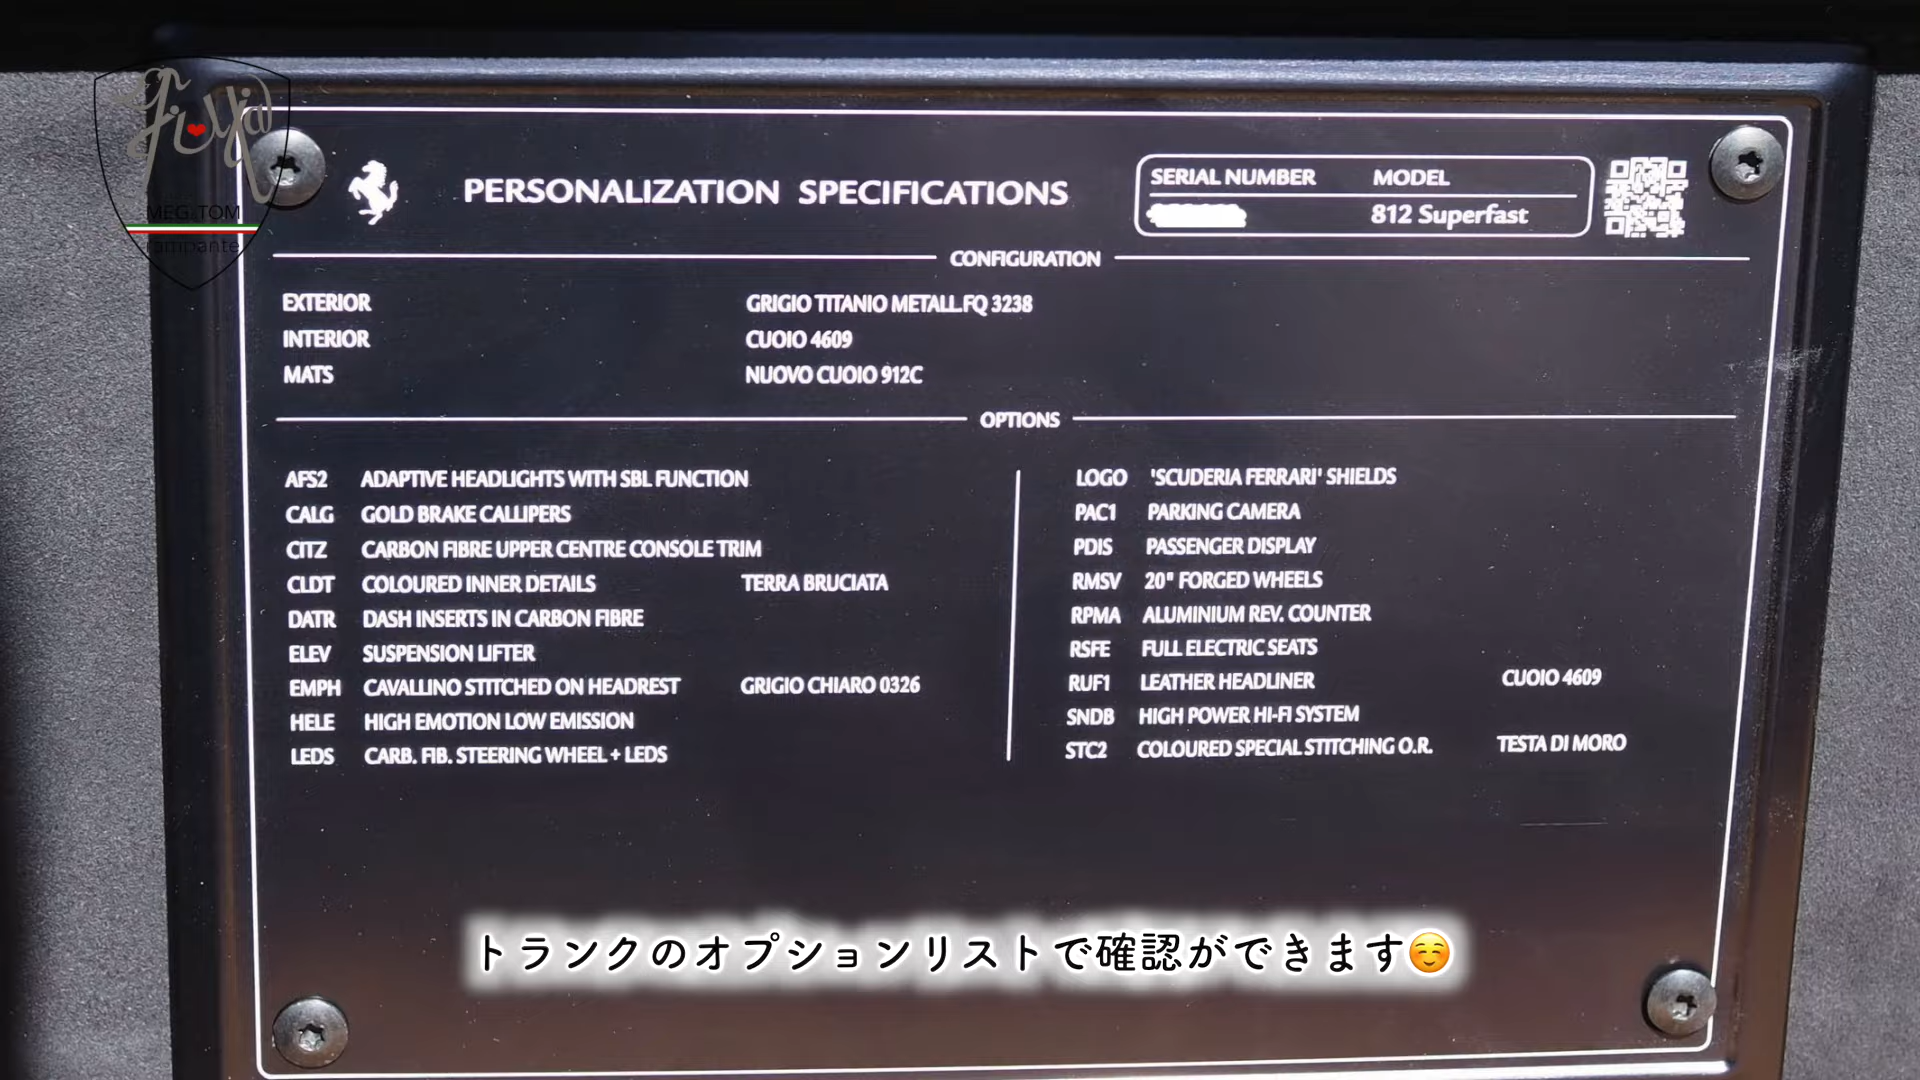 MEG. TOM
rampante
PERSONALIZATION SPECIFICATIONS
SERIAL NUMBER MODEL
812 Superfast
CONFIGURATION
EXTERIOR GRIGIO TITANIO METALL.FQ 3238
INTERIOR CUOIO 4609
MATS NUOVO CUOIO 912C
OPTIONS
AFS2 ADAPTIVE HEADLIGHTS WITH SBL FUNCTION
CALG GOLD BRAKE CALLIPERS
CITZ CARBON FIBRE UPPER CENTRE CONSOLE TRIM
CLDT COLOURED INNER DETAILS TERRA BRUCIATA
DATR DASH INSERTS IN CARBON FIBRE
ELEV SUSPENSION LIFTER
EMPH CAVALLINO STITCHED ON HEADREST GRIGIO CHIARO 0326
HELE HIGH EMOTION LOW EMISSION
LEDS CARB. FIB. STEERING WHEEL + LEDS
LOGO 'SCUDERIA FERRARI' SHIELDS
PAC1 PARKING CAMERA
PDIS PASSENGER DISPLAY
RMSV 20" FORGED WHEELS
RPMA ALUMINIUM REV. COUNTER
RSFE FULL ELECTRIC SEATS
RUF1 LEATHER HEADLINER CUOIO 4609
SNDB HIGH POWER HI-FI SYSTEM
STC2 COLOURED SPECIAL STITCHING O.R. TESTA DI MORO
トランクのオプションリストで確認ができます☺️